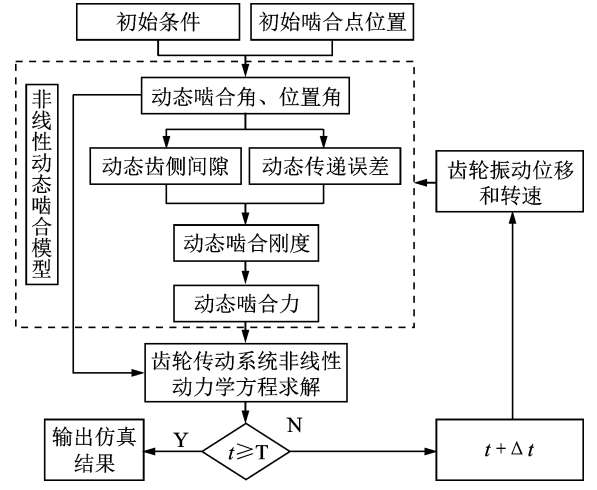 初始条件
初始啮合点位置
非线性动态啮合模型
动态啮合角、位置角
动态齿侧间隙
动态传递误差
动态啮合刚度
动态啮合力
齿轮振动位移
和转速
齿轮传动系统非线性
动力学方程求解
输出仿真
结果
Y
t≥T
N
t+Δt